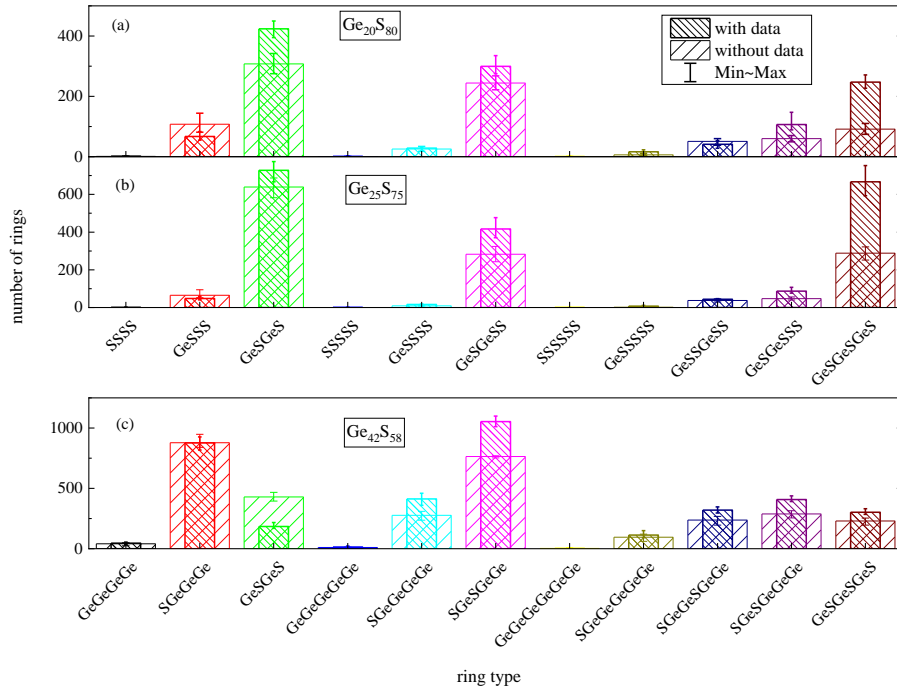 (a)
Ge₂₀S₈₀
with data
without data
Min~Max
400
200
0
(b)
Ge₂₅S₇₅
600
400
200
0
number of rings
SSSS
GeSSS
GeSGeS
SSSSS
GeSSSS
GeSGeSS
SSSSSS
GeSSSSS
GeSSGeSS
GeSGeSSS
GeSGeSGeS
(c)
Ge₄₂S₅₈
1000
500
0
GeGeGeGe
SGeGeGe
GeSGeS
GeGeGeGeGe
SGeGeGeGe
SGeSGeGe
GeGeGeGeGeGe
SGeGeGeGeGe
SGeGeSGeGe
SGeSGeGeGe
GeSGeSGeS
ring type